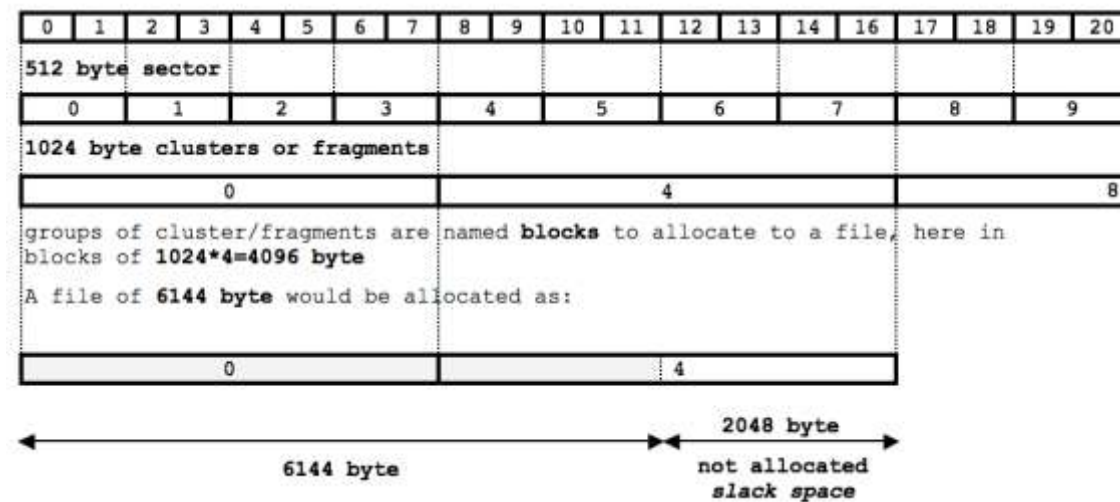 0 1 2 3 4 5 6 7 8 9 10 11 12 13 14 16 17 18 19 20
512 byte sector
0 1 2 3 4 5 6 7 8 9
1024 byte clusters or fragments
0 4 8
groups of cluster/fragments are named blocks to allocate to a file, here in
blocks of 1024*4=4096 byte
A file of 6144 byte would be allocated as:
0 4
2048 byte
6144 byte
not allocated
slack space